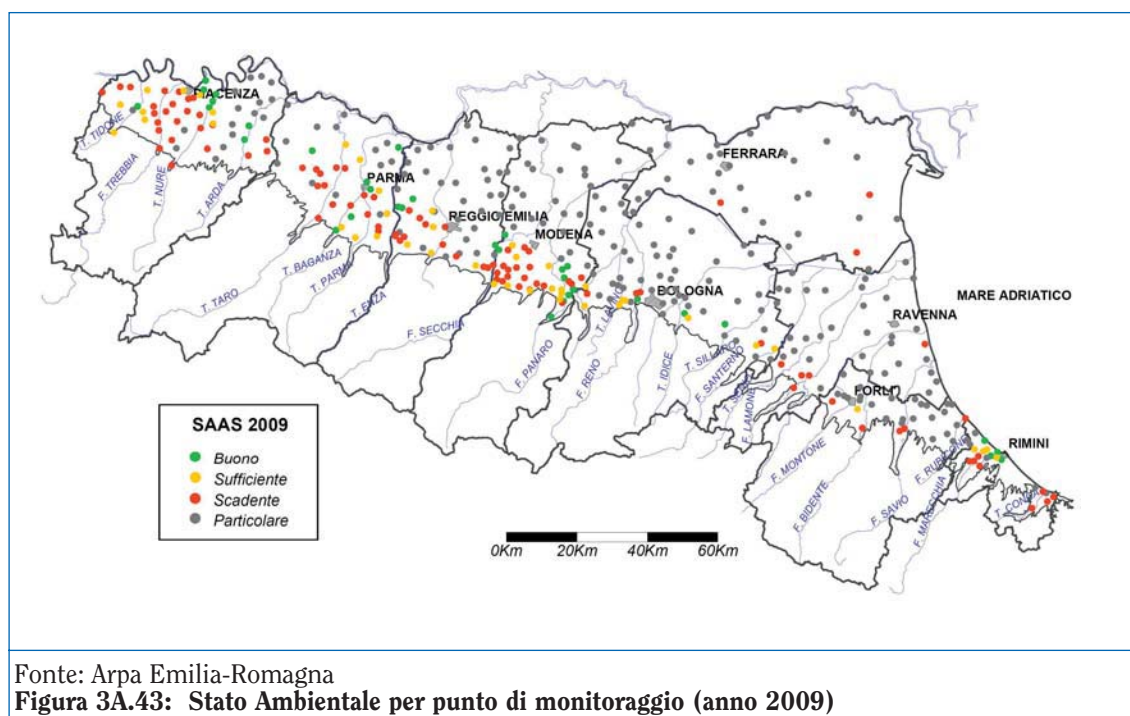 PIACENZA
T. TIDONE
F. TREBBIA
T. NURE
T. ARDA
PARMA
REGGIO EMILIA
MODENA
FERRARA
BOLOGNA
RAVENNA
MARE ADRIATICO
FORLI'
RIMINI
T. TARO
T. BAGANZA
T. PARMA
T. ENZA
F. SECCHIA
F. PANARO
F. RENO
T. IDICE
T. SILLARO
F. SANTERNO
F. LAMONE
F. MONTONE
F. BIDENTE
F. SAVIO
F. RUBICONE
F. MARECCHIA
T. CONCA
SAAS 2009
Buono
Sufficiente
Scadente
Particolare
0Km 20Km 40Km 60Km
Fonte: Arpa Emilia-Romagna
Figura 3A.43: Stato Ambientale per punto di monitoraggio (anno 2009)